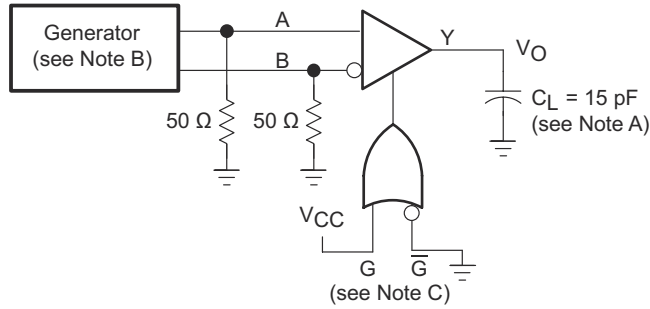 Generator
(see Note B)
A
B
Y
VO
50 Ω
50 Ω
CL = 15 pF
(see Note A)
VCC
G
G̅
(see Note C)